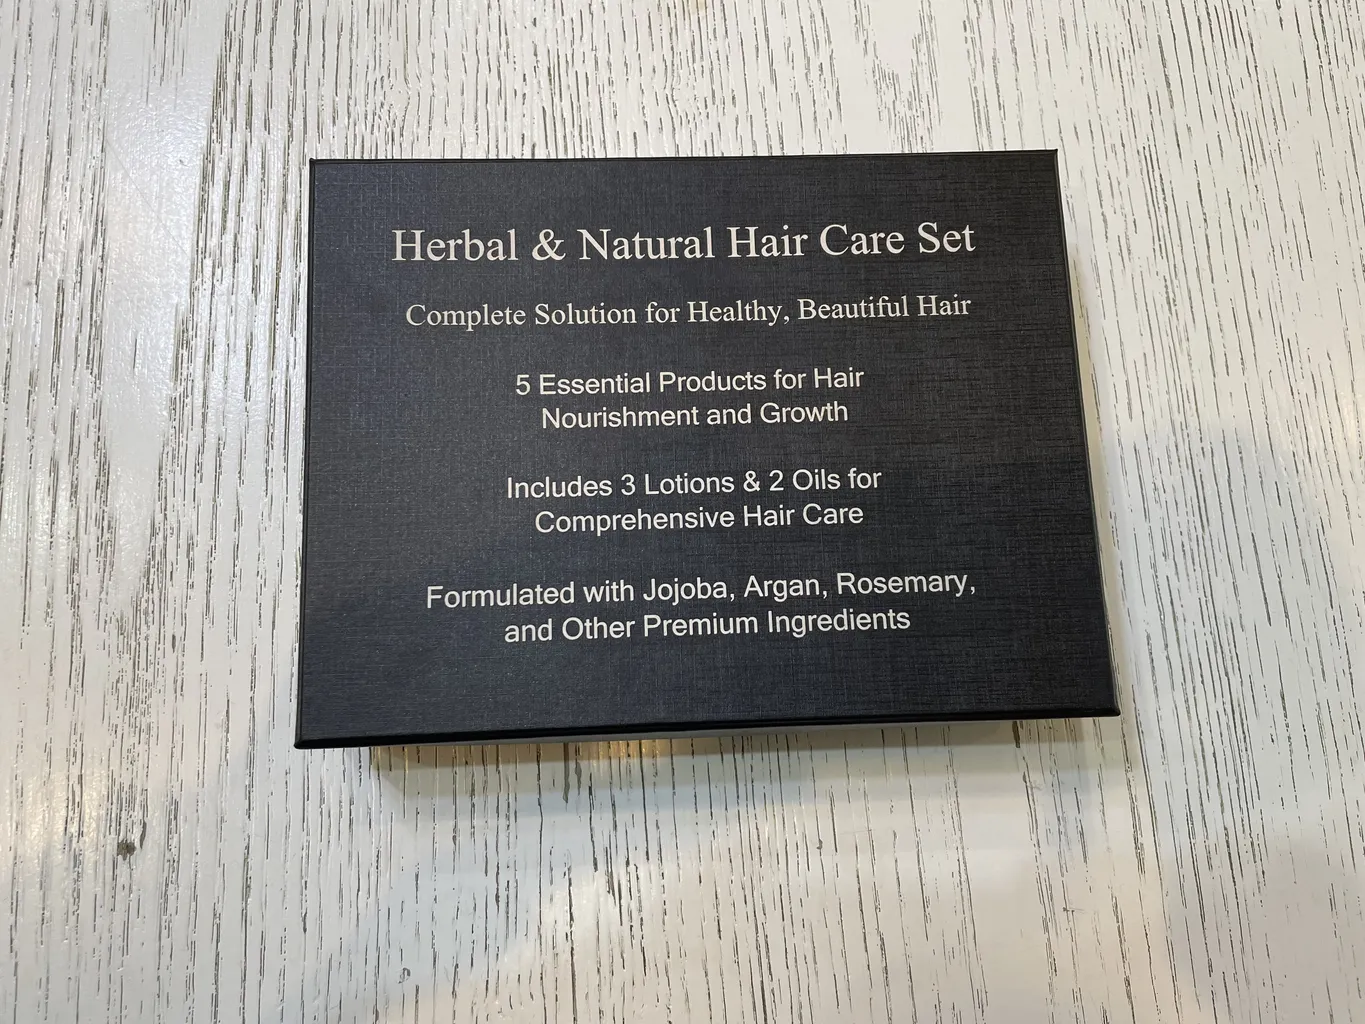 Herbal & Natural Hair Care Set
Complete Solution for Healthy, Beautiful Hair
5 Essential Products for Hair
Nourishment and Growth
Includes 3 Lotions & 2 Oils for
Comprehensive Hair Care
Formulated with Jojoba, Argan, Rosemary,
and Other Premium Ingredients